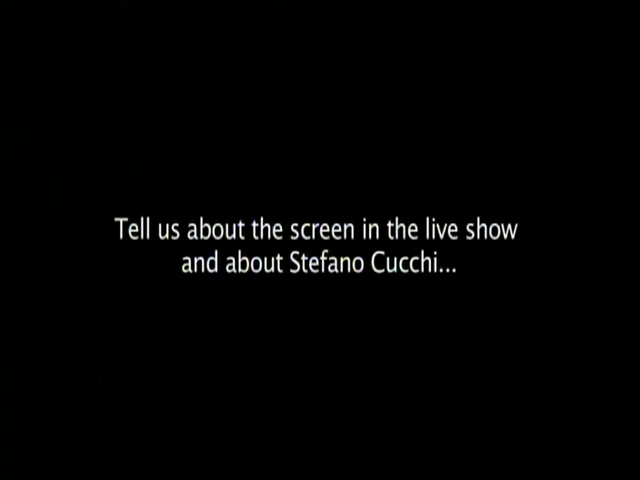 Tell us about the screen in the live show
and about Stefano Cucchi...